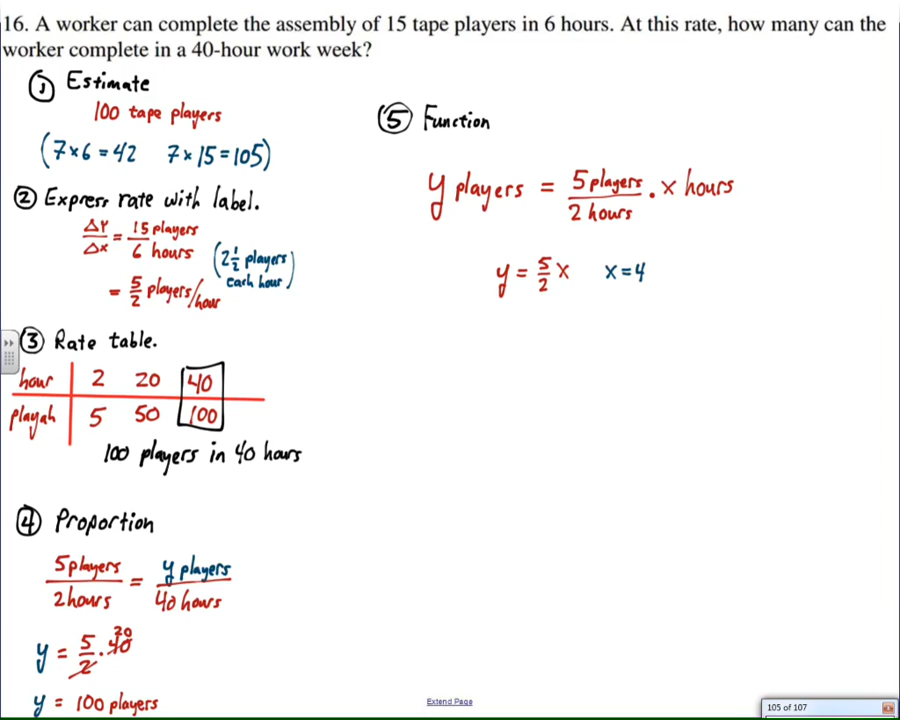 16. A worker can complete the assembly of 15 tape players in 6 hours. At this rate, how many can the
worker complete in a 40-hour work week?
① Estimate
100 tape players
(7×6=42 7×15=105)
② Express rate with label.
ΔY/Δx = 15 players/6 hours (2 1/2 players each hour)
= 5/2 players/hour
③ Rate table.
hour 2 20 40
playah 5 50 100
100 players in 40 hours
④ Proportion
5 players/2 hours = y players/40 hours
y = 5/2 · 40 20
y = 100 players
⑤ Function
y players = 5 players/2 hours · x hours
y = 5/2 x x=4
Extend Page
105 of 107